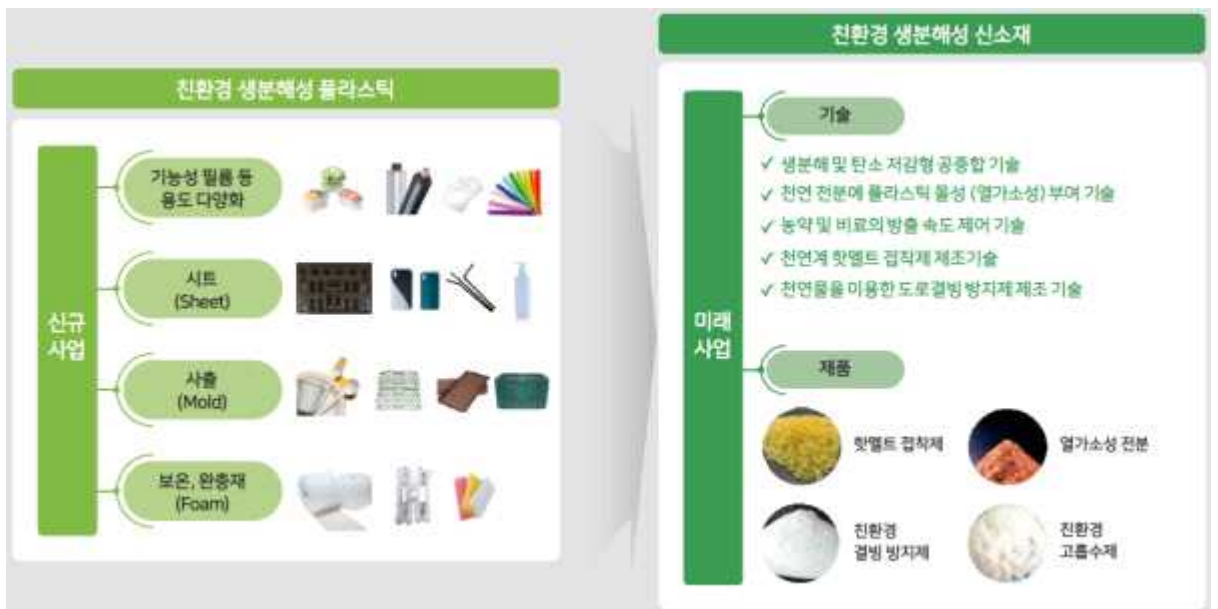 친환경 생분해성 플라스틱
신규
사업
기능성 필름 등
용도 다양화
시트
(Sheet)
사출
(Mold)
보온, 완충재
(Foam)
친환경 생분해성 신소재
미래
사업
기술
✓ 생분해 및 탄소 저감형 공중합 기술
✓ 천연 전분에 플라스틱 물성 (열가소성) 부여 기술
✓ 농약 및 비료의 방출 속도 제어 기술
✓ 천연계 핫멜트 접착제 제조기술
✓ 천연물을 이용한 도로결빙 방지제 제조 기술
제품
핫멜트 접착제
열가소성 전분
친환경
결빙 방지제
친환경
고흡수제